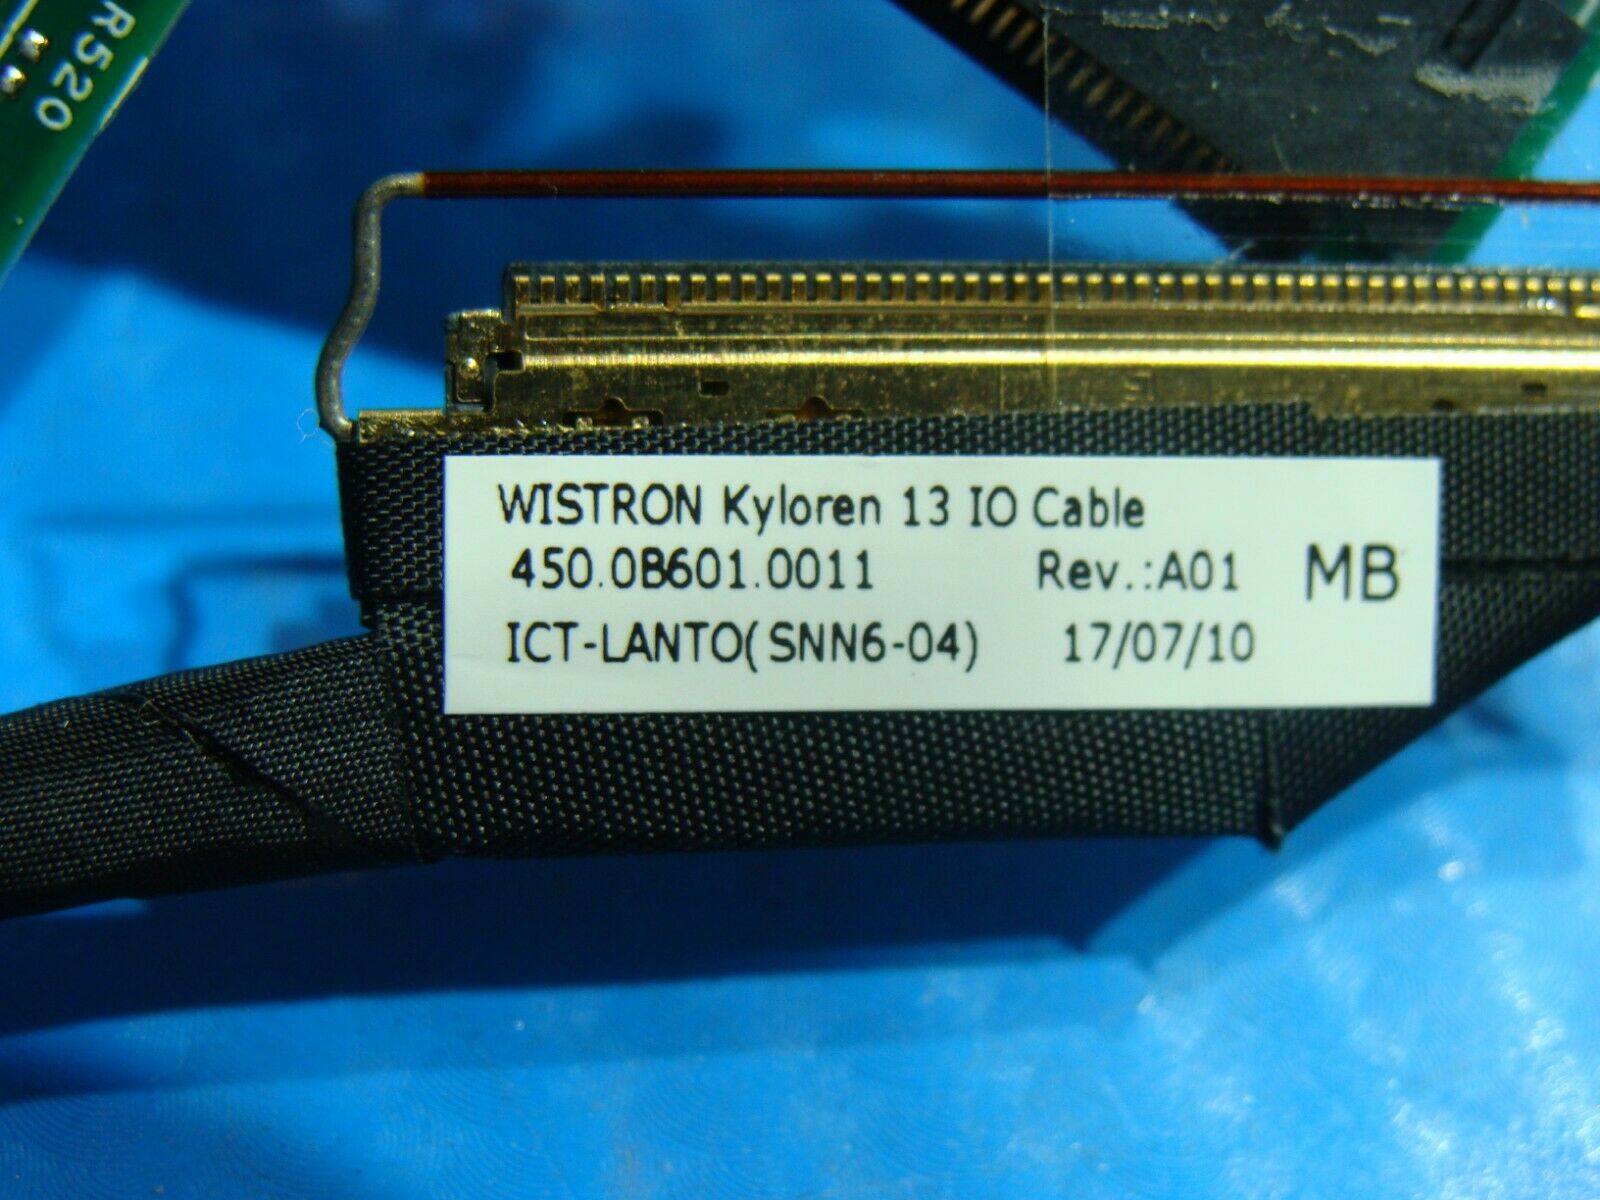 R520
WISTRON Kyloren 13 IO Cable
450.0B601.0011 Rev.:A01 MB
ICT-LANTO(SNN6-04) 17/07/10